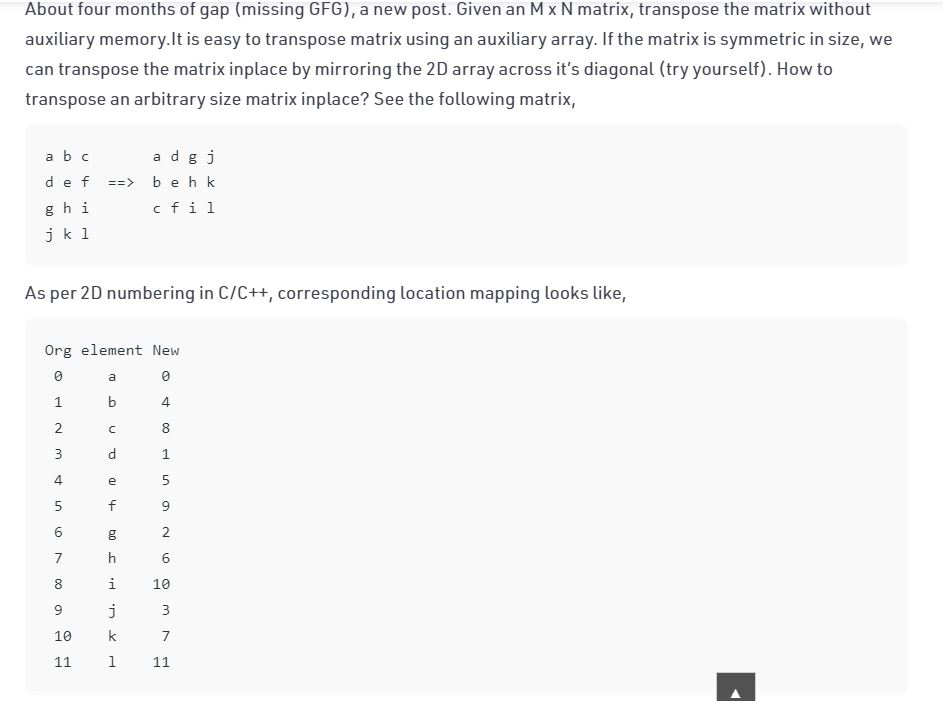 About four months of gap (missing GFG), a new post. Given an M x N matrix, transpose the matrix without
auxiliary memory.It is easy to transpose matrix using an auxiliary array. If the matrix is symmetric in size, we
can transpose the matrix inplace by mirroring the 2D array across it’s diagonal (try yourself). How to
transpose an arbitrary size matrix inplace? See the following matrix,
a b c a d g j
d e f ==> b e h k
g h i c f i l
j k l
As per 2D numbering in C/C++, corresponding location mapping looks like,
Org element New
0 a 0
1 b 4
2 c 8
3 d 1
4 e 5
5 f 9
6 g 2
7 h 6
8 i 10
9 j 3
10 k 7
11 l 11